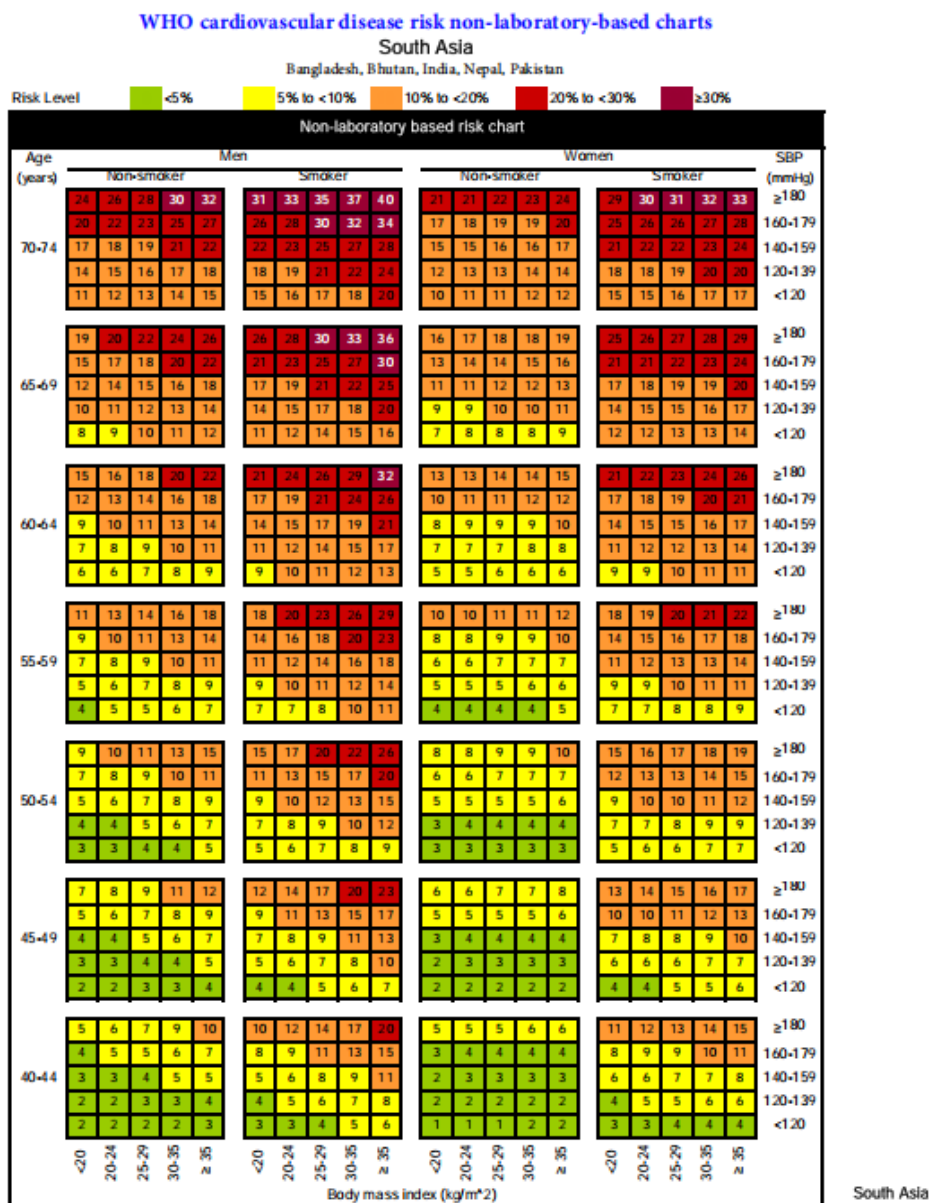 WHO cardiovascular disease risk non-laboratory-based charts
South Asia
Bangladesh, Bhutan, India, Nepal, Pakistan
Risk Level <5% 5% to <10% 10% to <20% 20% to <30% ≥30%
Non-laboratory based risk chart
Age Men Women SBP
(years) Non-smoker Smoker Non-smoker Smoker (mmHg)
24 26 28 30 32 31 33 35 37 40 21 21 22 23 24 29 30 31 32 33 ≥180
20 22 23 25 27 26 28 30 32 34 17 18 19 19 20 25 26 26 27 28 160-179
70-74 17 18 19 21 22 22 23 25 27 28 15 15 16 16 17 21 22 22 23 24 140-159
14 15 16 17 18 18 19 21 22 24 12 13 13 14 14 18 18 19 20 20 120-139
11 12 13 14 15 15 16 17 18 20 10 11 11 12 12 15 15 16 17 17 <120
19 20 22 24 26 26 28 30 33 36 16 17 18 18 19 25 26 27 28 29 ≥180
15 17 18 20 22 21 23 25 27 30 13 14 14 15 16 21 21 22 23 24 160-179
65-69 12 14 15 16 18 17 19 21 22 25 11 11 12 12 13 17 18 19 19 20 140-159
10 11 12 13 14 14 15 17 18 20 9 9 10 10 11 14 15 15 16 17 120-139
8 9 10 11 12 11 12 14 15 16 7 8 8 8 9 12 12 13 13 14 <120
15 16 18 20 22 21 24 26 29 32 13 13 14 14 15 21 22 23 24 26 ≥180
12 13 14 16 18 17 19 21 24 26 10 11 11 12 12 17 18 19 20 21 160-179
60-64 9 10 11 13 14 14 15 17 19 21 8 9 9 9 10 14 15 15 16 17 140-159
7 8 9 10 11 11 12 14 15 17 7 7 7 8 8 11 12 12 13 14 120-139
6 6 7 8 9 9 10 11 12 13 5 5 6 6 6 9 9 10 11 11 <120
11 13 14 16 18 18 20 23 26 29 10 10 11 11 12 18 19 20 21 22 ≥180
9 10 11 13 14 14 16 18 20 23 8 8 9 9 10 14 15 16 17 18 160-179
55-59 7 8 9 10 11 11 12 14 16 18 6 6 7 7 7 11 12 13 13 14 140-159
5 6 7 8 9 9 10 11 12 14 5 5 5 6 6 9 9 10 11 11 120-139
4 5 5 6 7 7 7 8 10 11 4 4 4 4 5 7 7 8 8 9 <120
9 10 11 13 15 15 17 20 22 26 8 8 9 9 10 15 16 17 18 19 ≥180
7 8 9 10 11 11 13 15 17 20 6 6 7 7 7 12 13 13 14 15 160-179
50-54 5 6 7 8 9 9 10 12 13 15 5 5 5 5 6 9 10 10 11 12 140-159
4 4 5 6 7 7 8 9 10 12 3 4 4 4 4 7 7 8 9 9 120-139
3 3 4 4 5 5 6 7 8 9 3 3 3 3 3 5 6 6 7 7 <120
7 8 9 11 12 12 14 17 20 23 6 6 7 7 8 13 14 15 16 17 ≥180
5 6 7 8 9 9 11 13 15 17 5 5 5 5 6 10 10 11 12 13 160-179
45-49 4 4 5 6 7 7 8 9 11 13 3 4 4 4 4 7 8 8 9 10 140-159
3 3 4 4 5 5 6 7 8 10 2 3 3 3 3 6 6 6 7 7 120-139
2 2 3 3 4 4 4 5 6 7 2 2 2 2 2 4 4 5 5 6 <120
5 6 7 9 10 10 12 14 17 20 5 5 5 6 6 11 12 13 14 15 ≥180
4 5 5 6 7 8 9 11 13 15 3 4 4 4 4 8 9 9 10 11 160-179
40-44 3 3 4 5 5 5 6 8 9 11 2 3 3 3 3 6 6 7 7 8 140-159
2 2 3 3 4 4 5 6 7 8 2 2 2 2 2 4 5 5 6 6 120-139
2 2 2 2 3 3 3 4 5 6 1 1 1 2 2 3 3 4 4 4 <120
<20 20-24 25-29 30-35 ≥ 35 <20 20-24 25-29 30-35 ≥ 35 <20 20-24 25-29 30-35 ≥ 35 <20 20-24 25-29 30-35 ≥ 35
Body mass index (kg/m^2)
South Asia